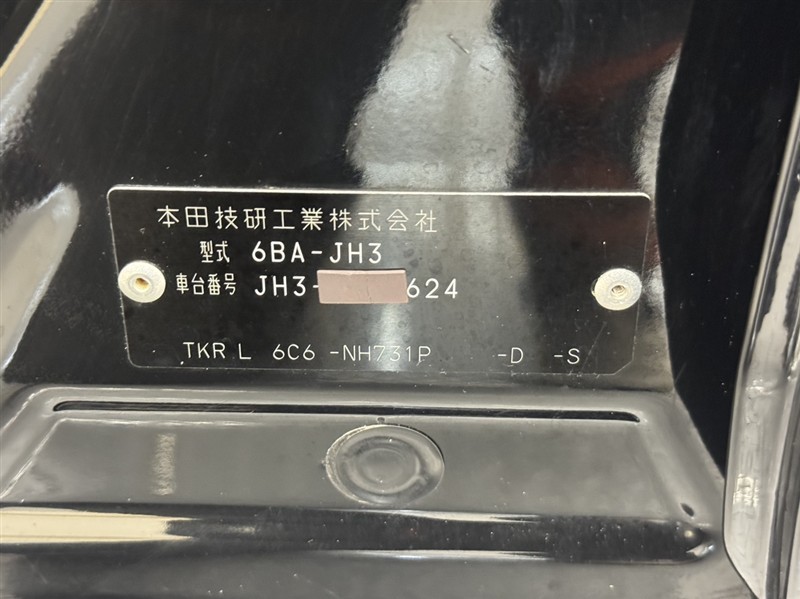 本田技研工業株式会社
型式 6BA-JH3
車台番号 JH3- 624
TKR L 6C6 -NH731P -D -S